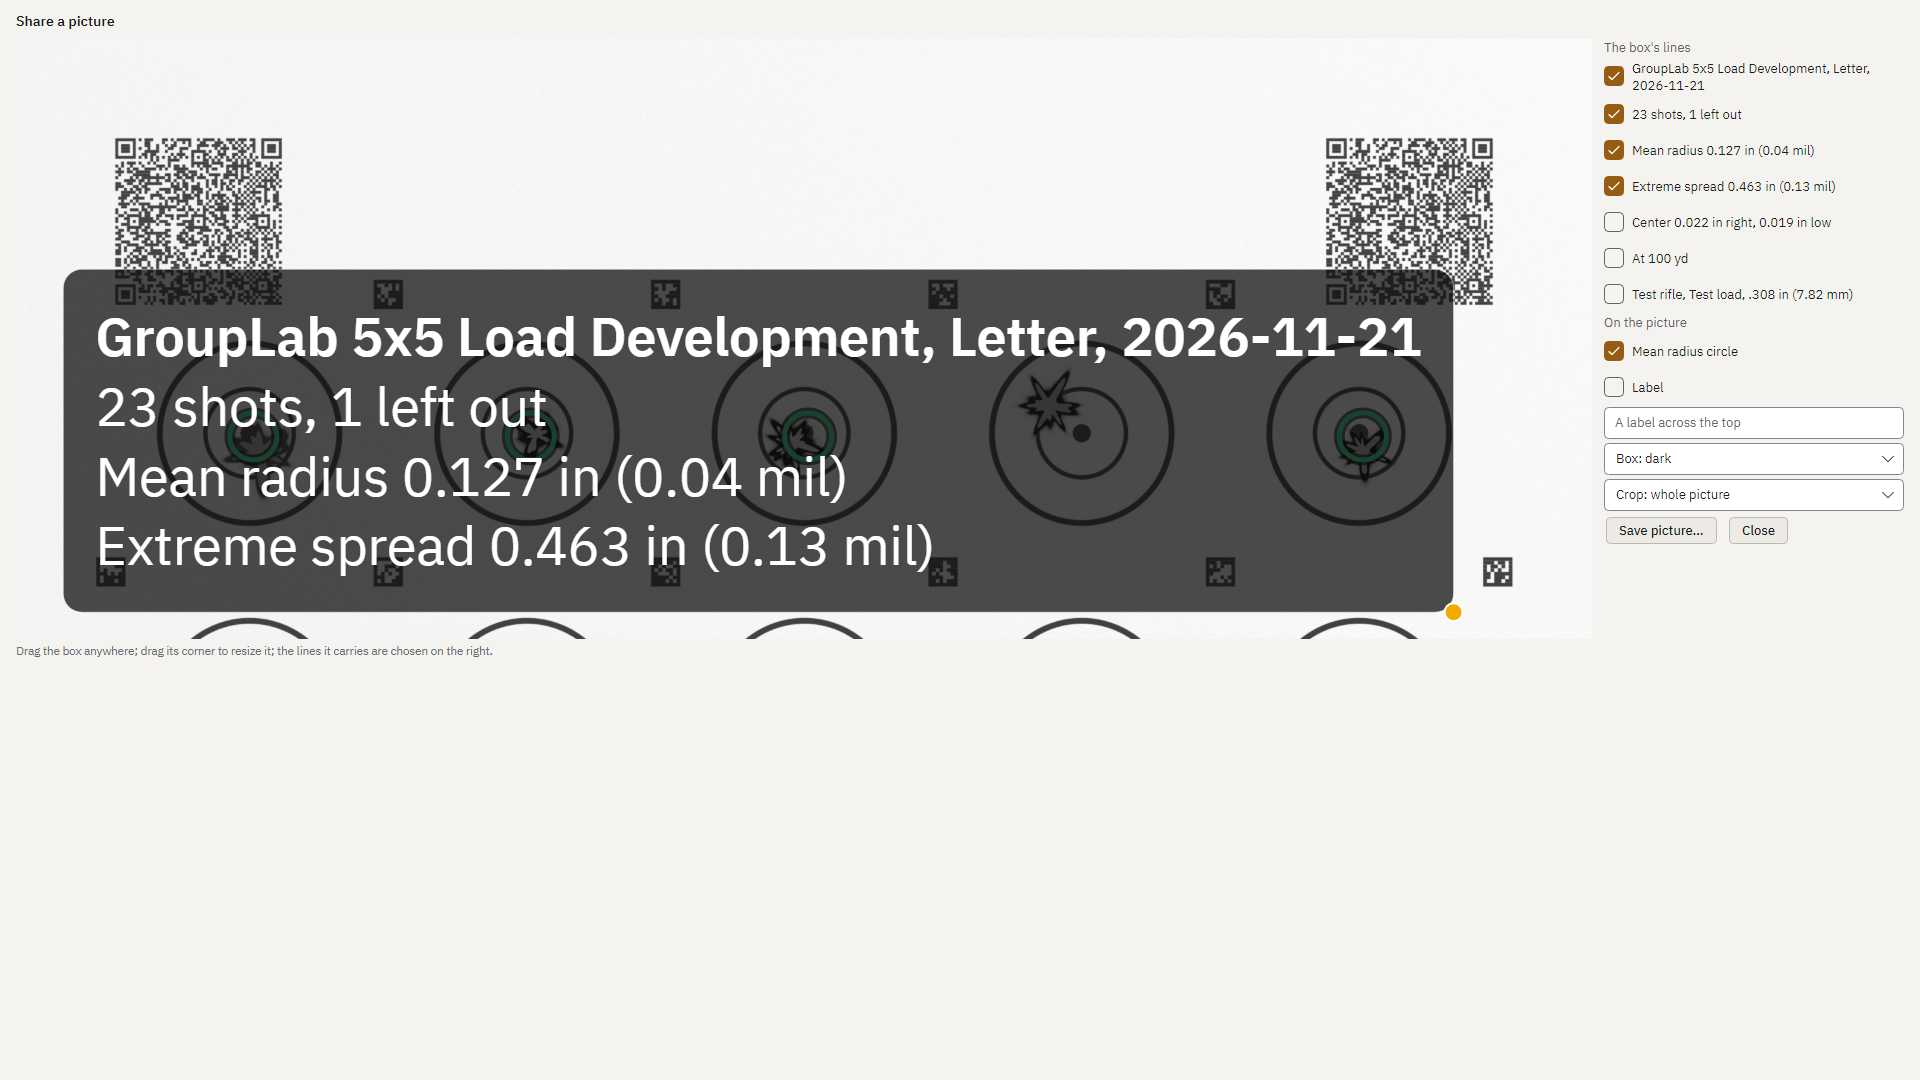 Share a picture
GroupLab 5x5 Load Development, Letter, 2026-11-21
23 shots, 1 left out
Mean radius 0.127 in (0.04 mil)
Extreme spread 0.463 in (0.13 mil)
Drag the box anywhere; drag its corner to resize it; the lines it carries are chosen on the right.
The box's lines
GroupLab 5x5 Load Development, Letter,
2026-11-21
23 shots, 1 left out
Mean radius 0.127 in (0.04 mil)
Extreme spread 0.463 in (0.13 mil)
Center 0.022 in right, 0.019 in low
At 100 yd
Test rifle, Test load, .308 in (7.82 mm)
On the picture
Mean radius circle
Label
A label across the top
Box: dark
Crop: whole picture
Save picture...
Close